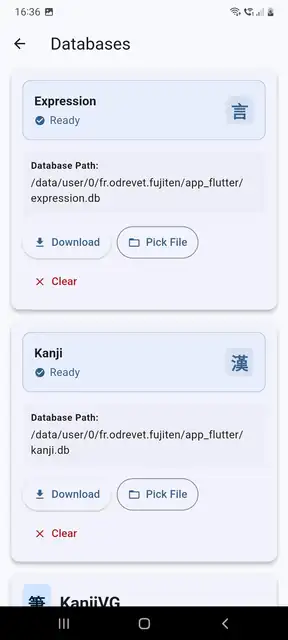 16:36
Databases
Expression
言
Ready
Database Path:
/data/user/0/fr.odrevet.fujiten/app_flutter/
expression.db
Download
Pick File
Clear
Kanji
漢
Ready
Database Path:
/data/user/0/fr.odrevet.fujiten/app_flutter/
kanji.db
Download
Pick File
Clear
筆
KanjiVG